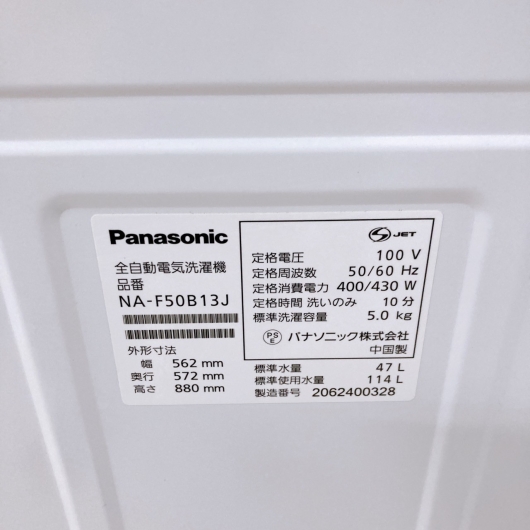 Panasonic
全自動電気洗濯機
品番
NA-F50B13J
外形寸法
幅 562 mm
奥行 572 mm
高さ 880 mm
S JET
定格電圧 100 V
定格周波数 50/60 Hz
定格消費電力 400/430 W
定格時間 洗いのみ 10 分
標準洗濯容量 5.0 kg
PSE パナソニック株式会社
中国製
標準水量 47 L
標準使用水量 114 L
製造番号 2062400328